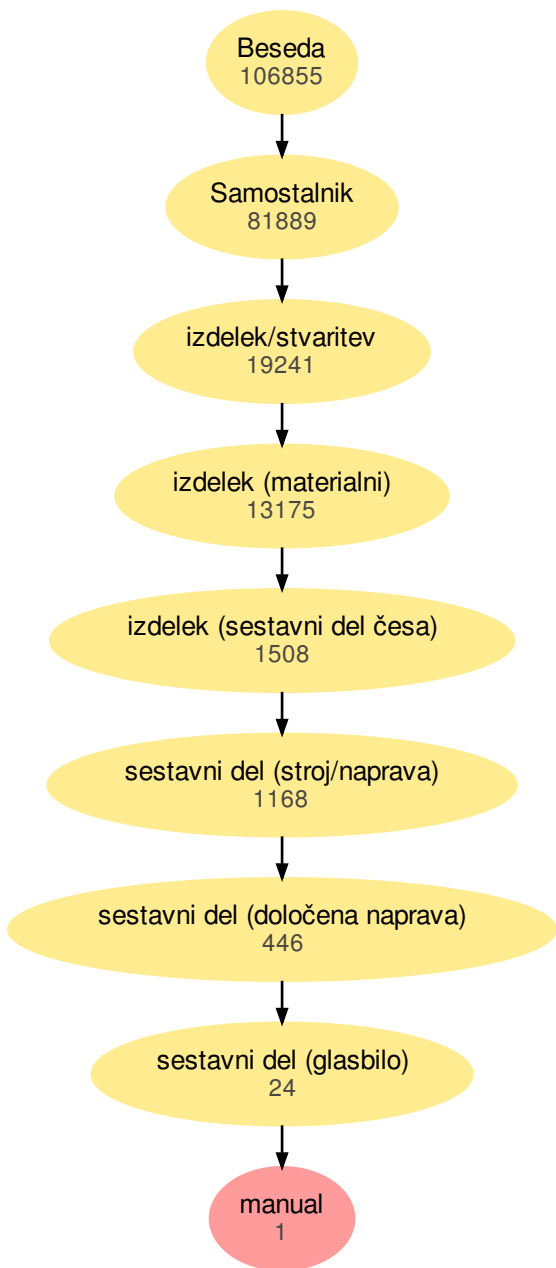 Beseda
106855
Samostalnik
81889
izdelek/stvaritev
19241
izdelek (materialni)
13175
izdelek (sestavni del česa)
1508
sestavni del (stroj/naprava)
1168
sestavni del (določena naprava)
446
sestavni del (glasbilo)
24
manual
1